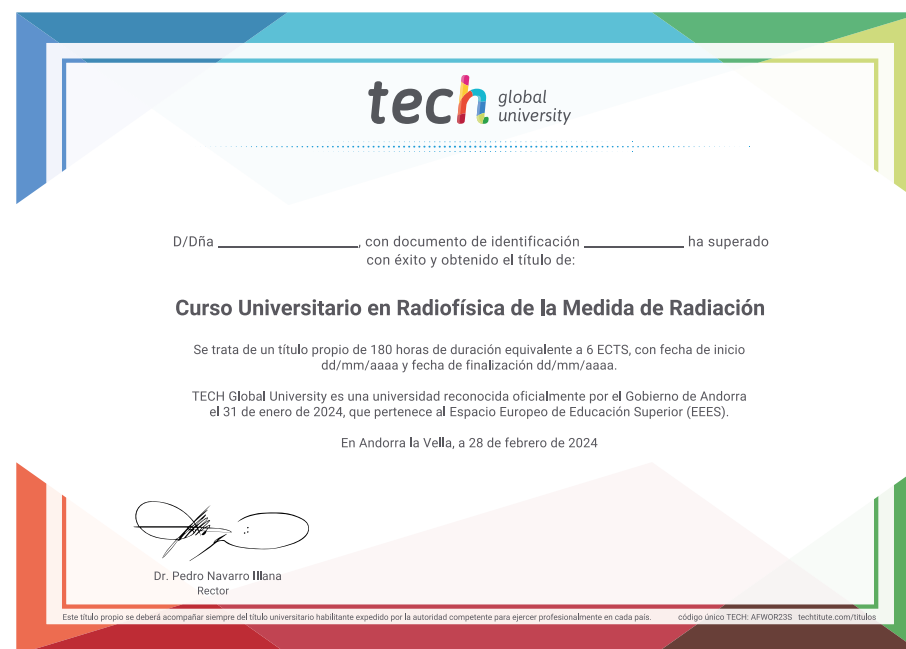 tech global
university
D/Dña ______________, con documento de identificación __________ ha superado
con éxito y obtenido el título de:
Curso Universitario en Radiofísica de la Medida de Radiación
Se trata de un título propio de 180 horas de duración equivalente a 6 ECTS, con fecha de inicio
dd/mm/aaaa y fecha de finalización dd/mm/aaaa.
TECH Global University es una universidad reconocida oficialmente por el Gobierno de Andorra
el 31 de enero de 2024, que pertenece al Espacio Europeo de Educación Superior (EEES).
En Andorra la Vella, a 28 de febrero de 2024
Dr. Pedro Navarro Illana
Rector
Este título propio se deberá acompañar siempre del título universitario habilitante expedido por la autoridad competente para ejercer profesionalmente en cada país. código único TECH: AFWOR23S techtitute.com/titulos